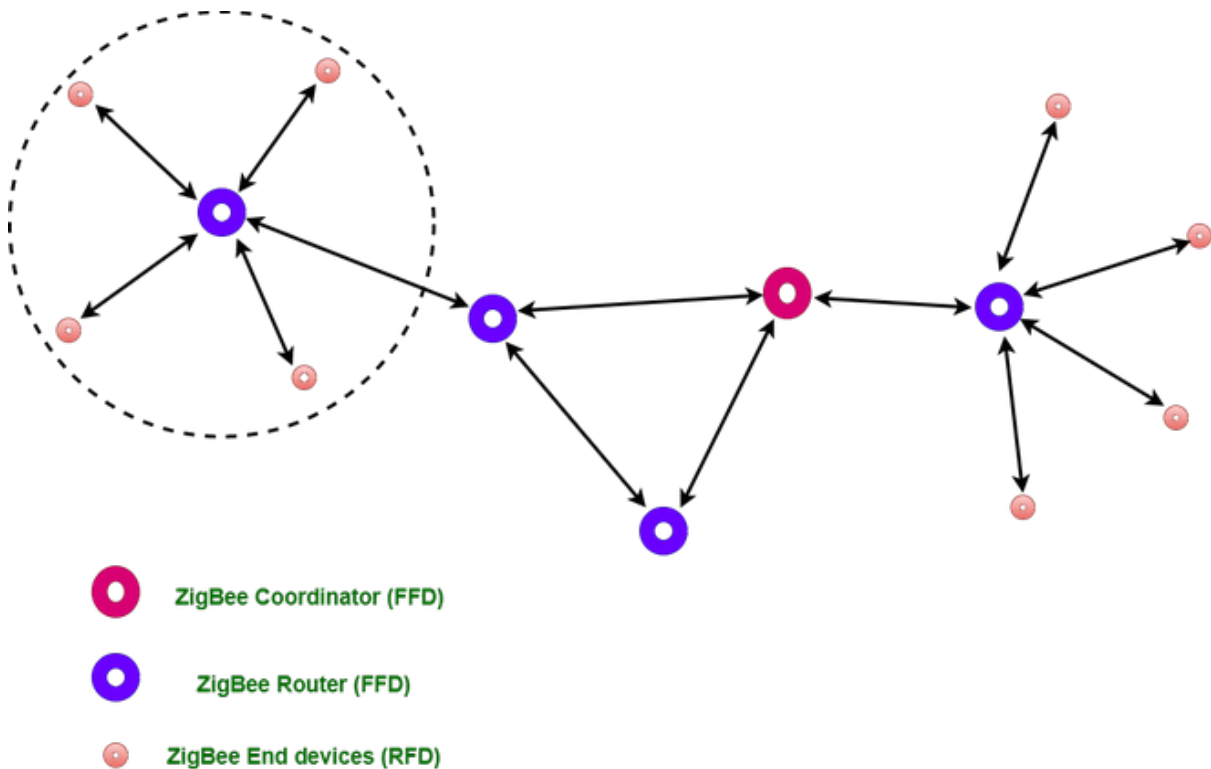 ZigBee Coordinator (FFD)
ZigBee Router (FFD)
ZigBee End devices (RFD)